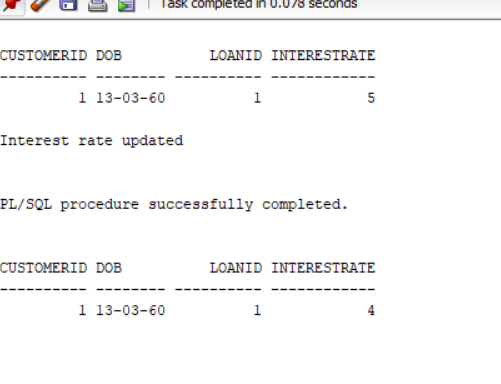 Task completed in 0.078 seconds
CUSTOMERID DOB          LOANID INTERESTRATE
---------- -------- ---------- ------------
         1 13-03-60          1            5
Interest rate updated
PL/SQL procedure successfully completed.
CUSTOMERID DOB          LOANID INTERESTRATE
---------- -------- ---------- ------------
         1 13-03-60          1            4